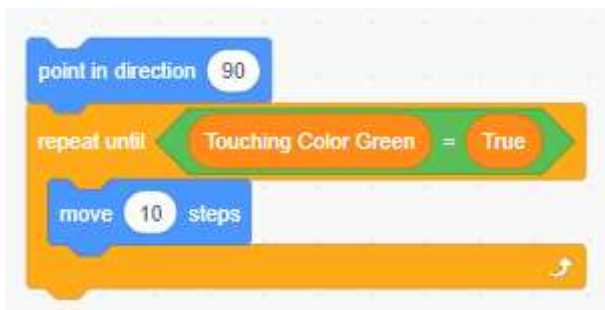 point in direction 90
repeat until Touching Color Green = True
move 10 steps